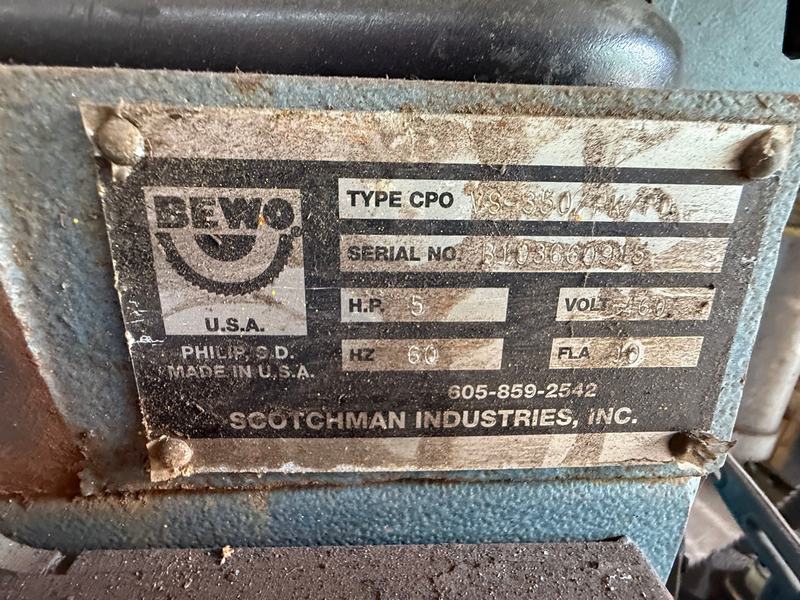 BEWO
U.S.A.
PHILIP, S.D.
MADE IN U.S.A.
TYPE CPO
SERIAL NO.
H.P. 5
VOLT 460
HZ 60
FLA 10
605-859-2542
SCOTCHMAN INDUSTRIES, INC.